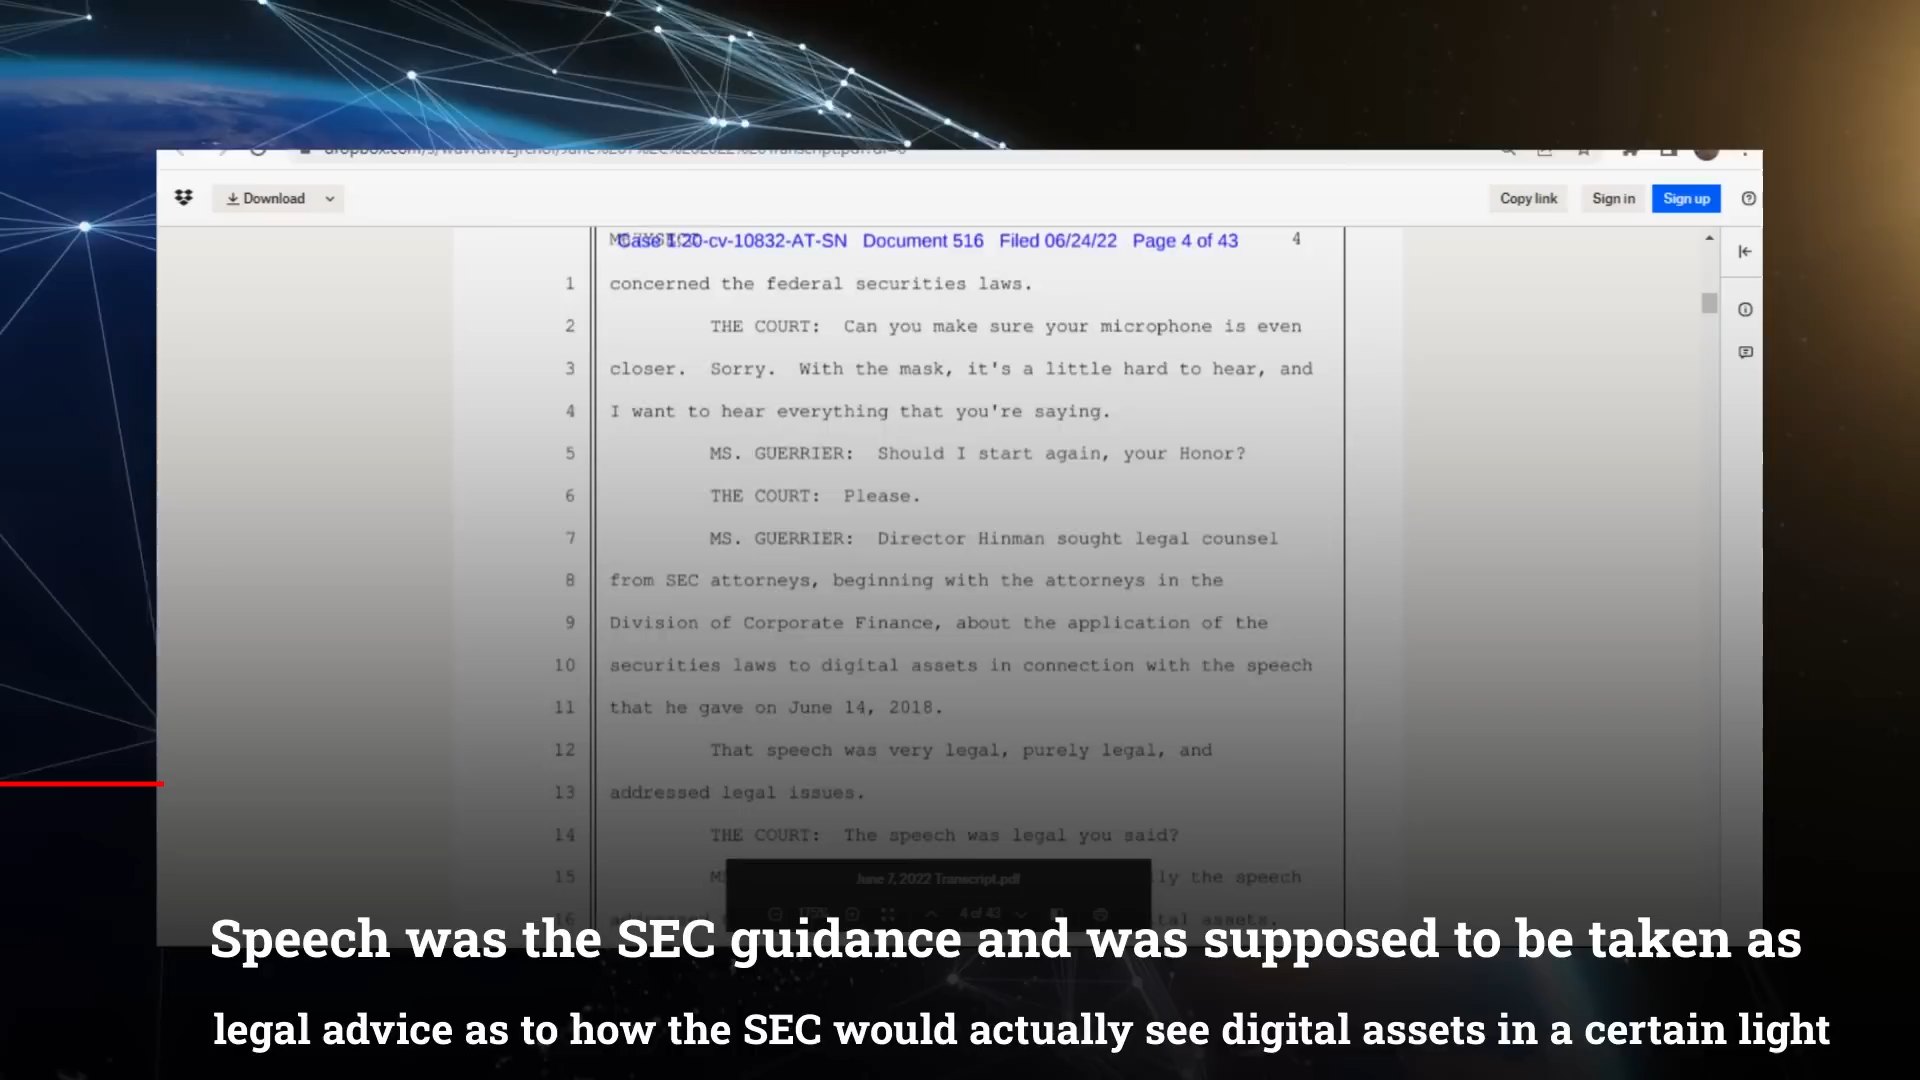 Download
Copy link
Sign in
Sign up
Case 1:20-cv-10832-AT-SN Document 516 Filed 06/24/22 Page 4 of 43
4
1 concerned the federal securities laws.
2 THE COURT: Can you make sure your microphone is even
3 closer. Sorry. With the mask, it's a little hard to hear, and
4 I want to hear everything that you're saying.
5 MS. GUERRIER: Should I start again, your Honor?
6 THE COURT: Please.
7 MS. GUERRIER: Director Hinman sought legal counsel
8 from SEC attorneys, beginning with the attorneys in the
9 Division of Corporate Finance, about the application of the
10 securities laws to digital assets in connection with the speech
11 that he gave on June 14, 2018.
12 That speech was very legal, purely legal, and
13 addressed legal issues.
14 THE COURT: The speech was legal you said?
15 the speech
June 7, 2022 Transcript.pdf
16 assets.
175% 4 of 43
Speech was the SEC guidance and was supposed to be taken as
legal advice as to how the SEC would actually see digital assets in a certain light